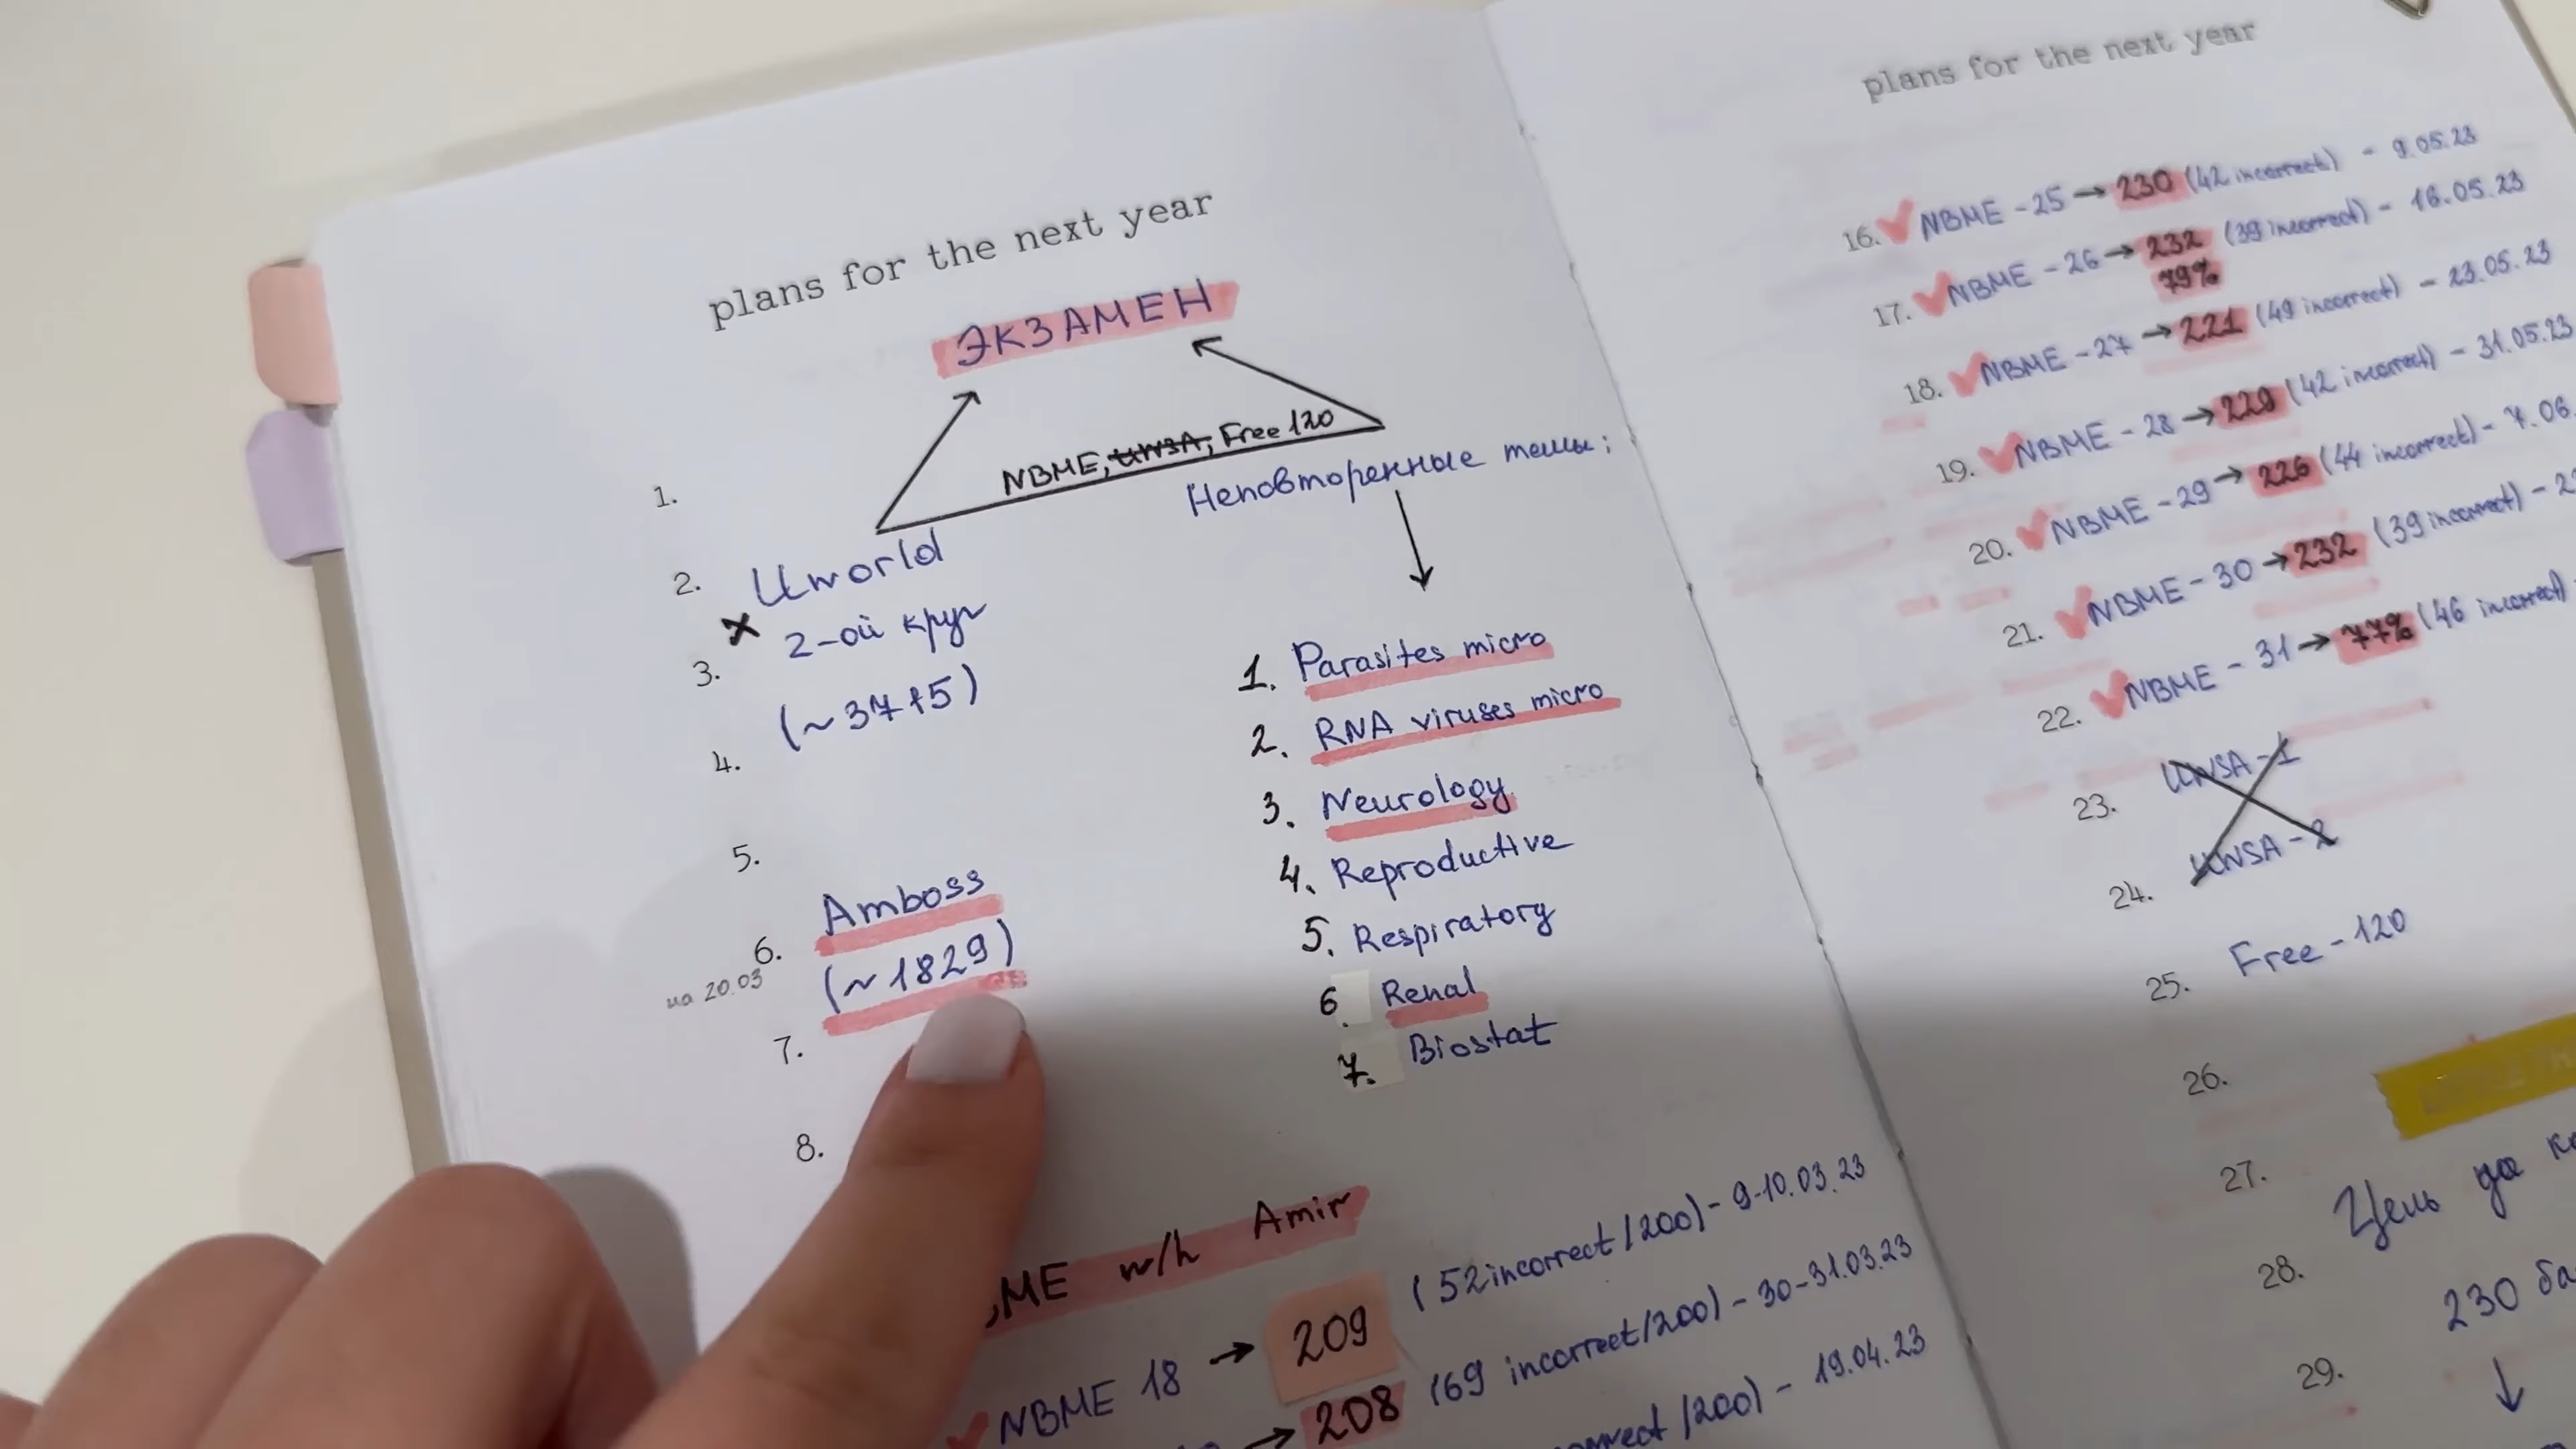 plans for the next year
ЭКЗАМЕН
NBME, UWSA, Free 120
1.
Неповторенные темы:
2. Uworld
2-ой круг
3.
(~3715)
4.
5.
Amboss
6. (~1829)
на 20.03
7.
8.
1. Parasites micro
2. RNA viruses micro
3. Neurology
4. Reproductive
5. Respiratory
6. Renal
7. Biostat
ME w/h Amir
NBME 18 → 209 (52 incorrect/200) - 9-10.03.23
→ 208 (69 incorrect/200) - 30-31.03.23
/200) - 19.04.23
plans for the next year
16. NBME - 25 → 230 (42 incorrect) - 9.05.23
17. NBME - 26 → 232 (39 incorrect) - 16.05.23
79%
18. NBME - 27 → 221 (49 incorrect) - 23.05.23
19. NBME - 28 → 229 (42 incorrect) - 31.05.23
20. NBME - 29 → 226 (44 incorrect) - 7.06.
21. NBME - 30 → 232 (39 incorrect) - 2
22. NBME - 31 → 77% (46 incorrect)
23. UWSA - 1
24. UWSA - 2
25. Free - 120
26.
27.
Цель
28.
230
29.